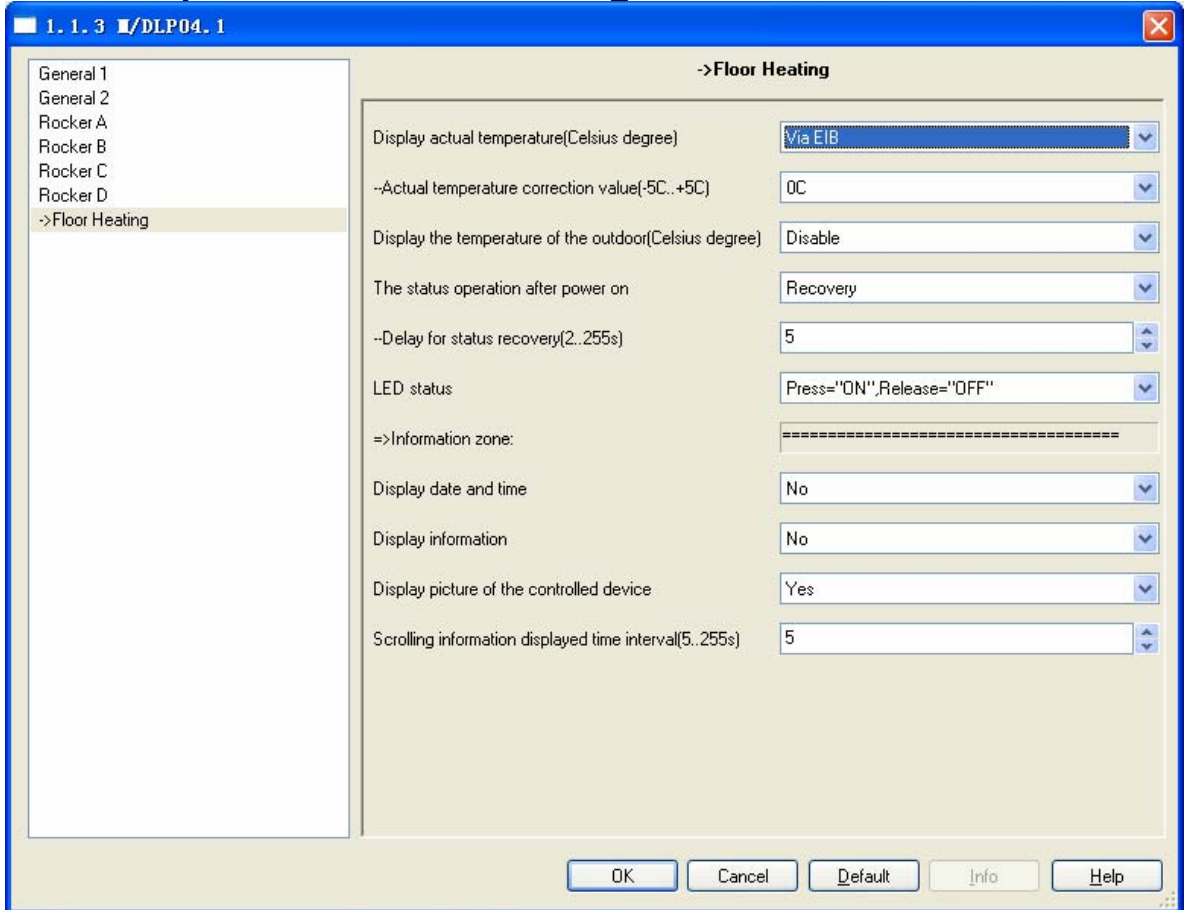 1.1.3 M/DLP04.1
General 1
General 2
Rocker A
Rocker B
Rocker C
Rocker D
->Floor Heating
->Floor Heating
Display actual temperature(Celsius degree) Via EIB
--Actual temperature correction value(-5C..+5C) 0C
Display the temperature of the outdoor(Celsius degree) Disable
The status operation after power on Recovery
--Delay for status recovery(2..255s) 5
LED status Press="ON",Release="OFF"
=>Information zone: =====================================
Display date and time No
Display information No
Display picture of the controlled device Yes
Scrolling information displayed time interval(5..255s) 5
OK Cancel Default Info Help